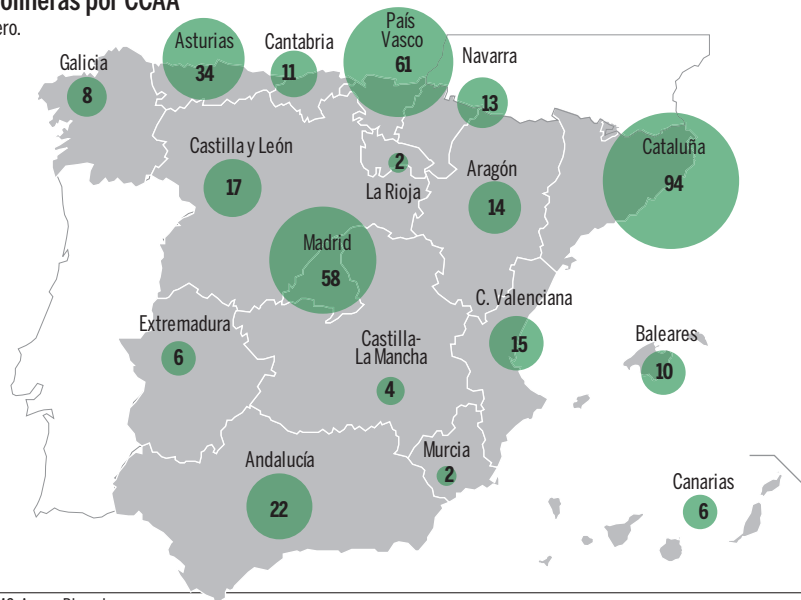 por CCAA
Galicia
8
Asturias
34
Cantabria
11
País
Vasco
61
Navarra
13
Castilla y León
17
2
La Rioja
Aragón
14
Cataluña
94
Madrid
58
C. Valenciana
15
Extremadura
6
Castilla-
La Mancha
4
Baleares
10
Andalucía
22
Murcia
2
Canarias
6